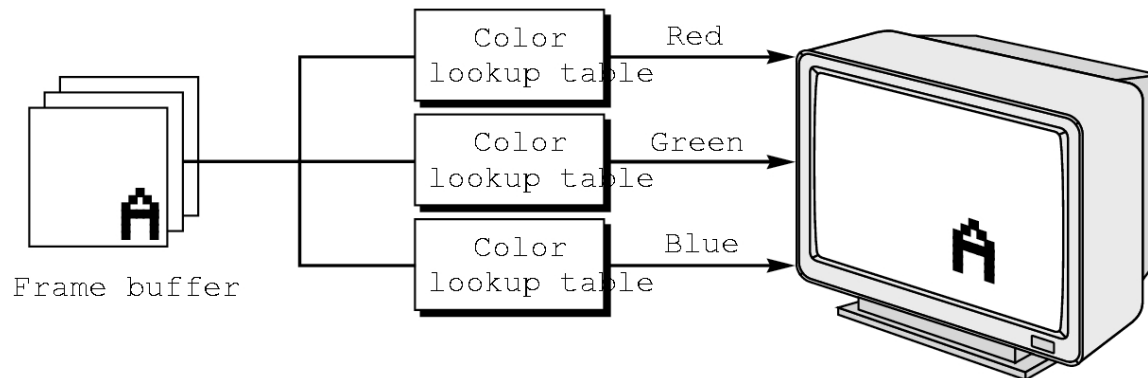 Color
lookup table
Red
Color
lookup table
Green
Color
lookup table
Blue
Frame buffer
A
A